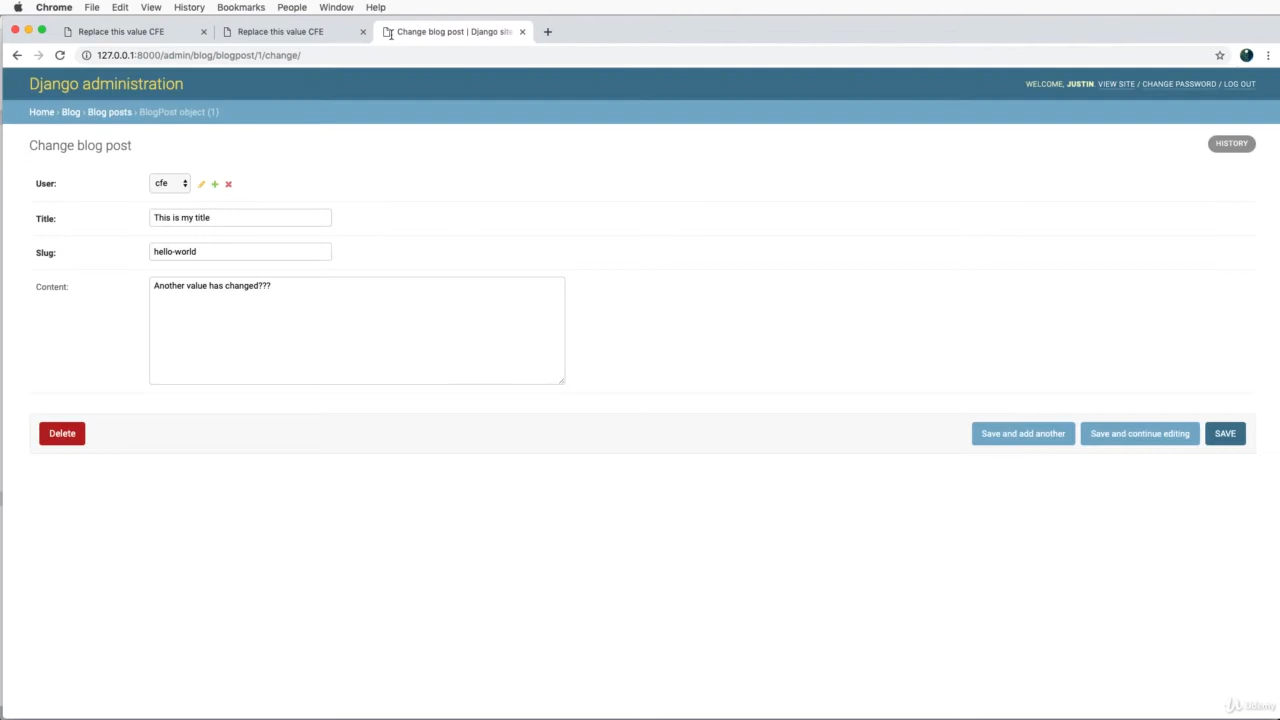 Chrome File Edit View History Bookmarks People Window Help
Replace this value CFE Replace this value CFE Change blog post | Django site
127.0.0.1:8000/admin/blog/blogpost/1/change/
Django administration WELCOME, JUSTIN. VIEW SITE / CHANGE PASSWORD / LOG OUT
Home › Blog › Blog posts › BlogPost object (1)
Change blog post HISTORY
User: cfe
Title: This is my title
Slug: hello-world
Content: Another value has changed???
Delete Save and add another Save and continue editing SAVE
Udemy